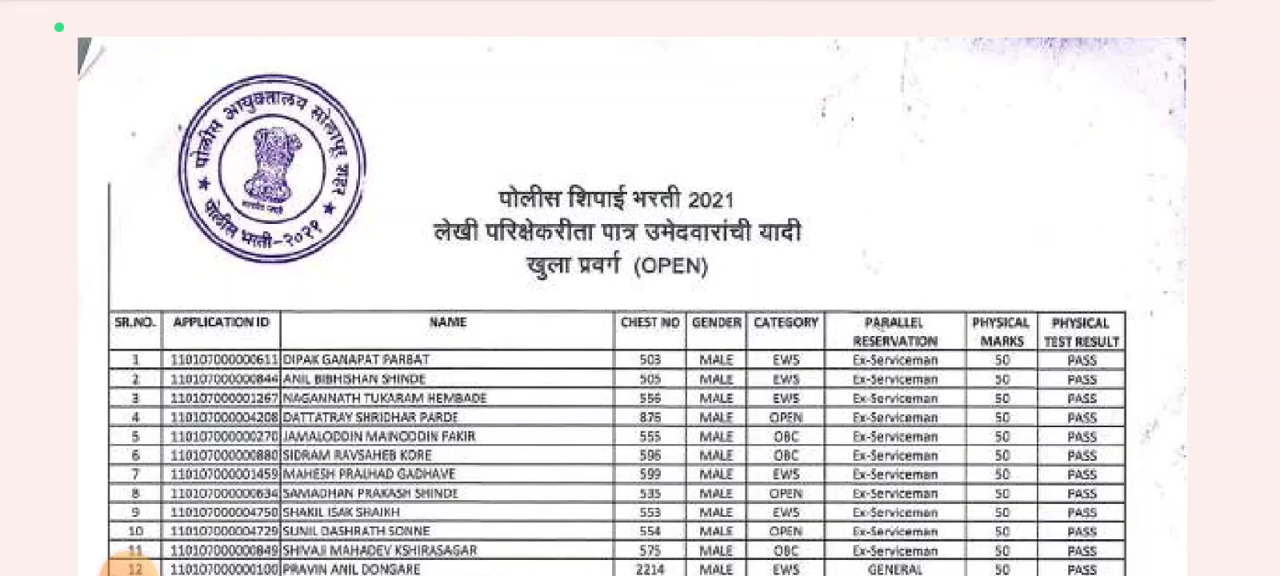 पोलीस आयुक्तालय सोलापूर शहर
पोलीस भरती-२०२१
पोलीस शिपाई भरती 2021
लेखी परिक्षेकरीता पात्र उमेदवारांची यादी
खुला प्रवर्ग (OPEN)
SR.NO. APPLICATION ID NAME CHEST NO GENDER CATEGORY PARALLEL RESERVATION PHYSICAL MARKS PHYSICAL TEST RESULT
1 110107000000611 DIPAK GANAPAT PARBAT 503 MALE EWS Ex-Serviceman 50 PASS
2 110107000000844 ANIL BIBHISHAN SHINDE 505 MALE EWS Ex-Serviceman 50 PASS
3 110107000001267 NAGANNATH TUKARAM HEMBADE 556 MALE EWS Ex-Serviceman 50 PASS
4 110107000004208 DATTATRAY SHRIDHAR PARDE 876 MALE OPEN Ex-Serviceman 50 PASS
5 110107000000270 JAMALODDIN MAINODDIN FAKIR 555 MALE OBC Ex-Serviceman 50 PASS
6 110107000000880 SIDRAM RAVSAHEB KORE 596 MALE OBC Ex-Serviceman 50 PASS
7 110107000001459 MAHESH PRALHAD GADHAVE 599 MALE EWS Ex-Serviceman 50 PASS
8 110107000000634 SAMADHAN PRAKASH SHINDE 535 MALE OPEN Ex-Serviceman 50 PASS
9 110107000004750 SHAKIL ISAK SHAIKH 553 MALE EWS Ex-Serviceman 50 PASS
10 110107000004729 SUNIL DASHRATH SONNE 554 MALE OPEN Ex-Serviceman 50 PASS
11 110107000000849 SHIVAJI MAHADEV KSHIRASAGAR 575 MALE OBC Ex-Serviceman 50 PASS
12 110107000000100 PRAVIN ANIL DONGARE 2214 MALE EWS GENERAL 50 PASS